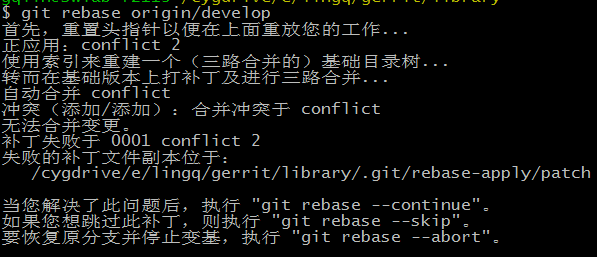 $ git rebase origin/develop
首先，重置头指针以便在上面重放您的工作...
正应用：conflict 2
使用索引来重建一个（三路合并的）基础目录树...
转而在基础版本上打补丁及进行三路合并...
自动合并 conflict
冲突（添加/添加）：合并冲突于 conflict
无法合并变更。
补丁失败于 0001 conflict 2
失败的补丁文件副本位于：
/cygdrive/e/lingq/gerrit/library/.git/rebase-apply/patch
当您解决了此问题后，执行 "git rebase --continue"。
如果您想跳过此补丁，则执行 "git rebase --skip"。
要恢复原分支并停止变基，执行 "git rebase --abort"。